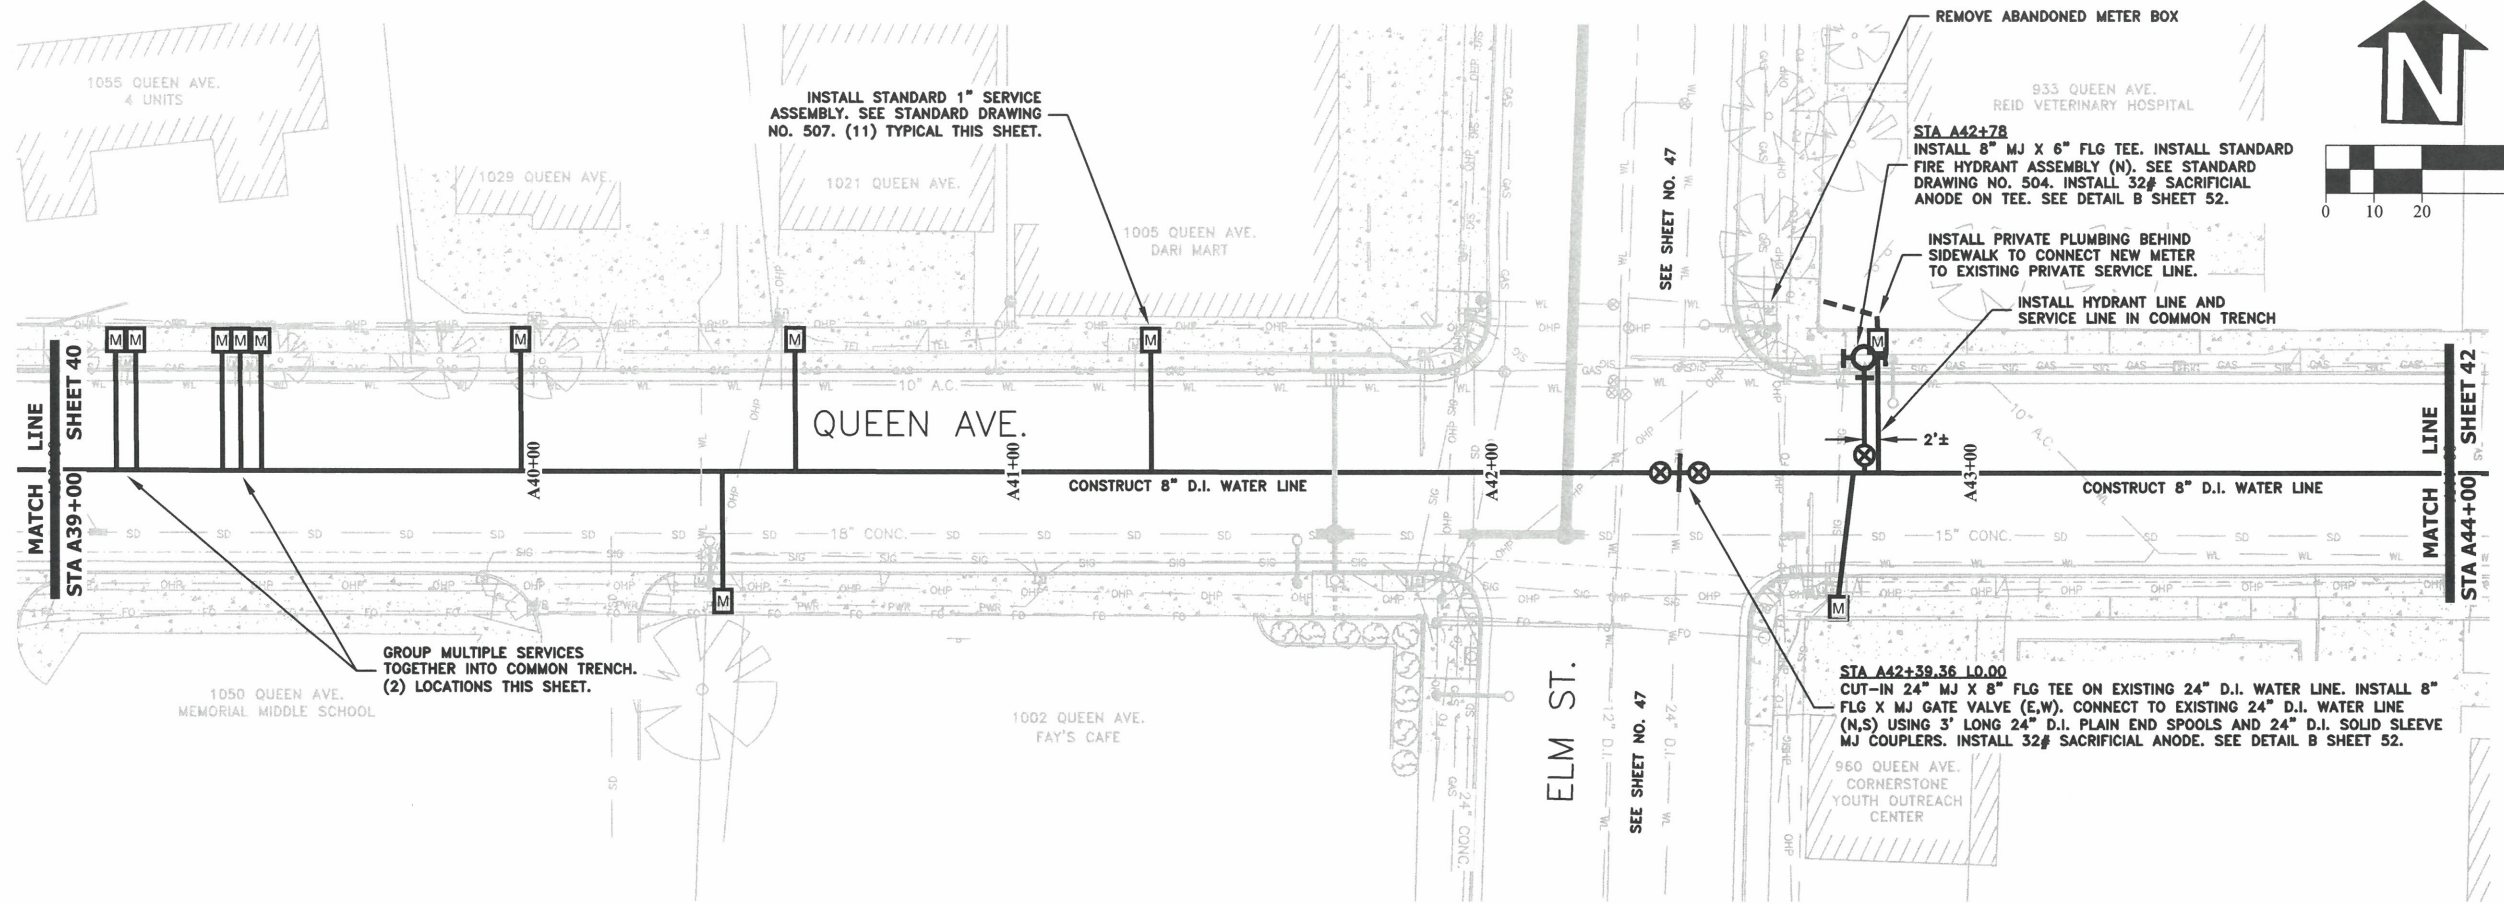 REMOVE ABANDONED METER BOX
N
1055 QUEEN AVE.
4 UNITS
INSTALL STANDARD 1" SERVICE
ASSEMBLY. SEE STANDARD DRAWING
NO. 507. (11) TYPICAL THIS SHEET.
933 QUEEN AVE.
REID VETERINARY HOSPITAL
STA A42+78
INSTALL 8" MJ X 6" FLG TEE. INSTALL STANDARD
FIRE HYDRANT ASSEMBLY (N). SEE STANDARD
DRAWING NO. 504. INSTALL 32# SACRIFICIAL
ANODE ON TEE. SEE DETAIL B SHEET 52.
0 10 20
1029 QUEEN AVE.
1021 QUEEN AVE.
1005 QUEEN AVE.
DARI MART
SEE SHEET NO. 47
INSTALL PRIVATE PLUMBING BEHIND
SIDEWALK TO CONNECT NEW METER
TO EXISTING PRIVATE SERVICE LINE.
INSTALL HYDRANT LINE AND
SERVICE LINE IN COMMON TRENCH
M M M M M M M M M
10" A.C.
QUEEN AVE.
2'±
10" A.C.
MATCH LINE
STA A39+00 SHEET 40
A40+00
A41+00
A42+00
A43+00
MATCH LINE
STA A44+00 SHEET 42
CONSTRUCT 8" D.I. WATER LINE
CONSTRUCT 8" D.I. WATER LINE
18" CONC.
15" CONC.
M
M
GROUP MULTIPLE SERVICES
TOGETHER INTO COMMON TRENCH.
(2) LOCATIONS THIS SHEET.
1050 QUEEN AVE.
MEMORIAL MIDDLE SCHOOL
1002 QUEEN AVE.
FAY'S CAFE
24" CONC.
ELM ST.
12" D.I.
SEE SHEET NO. 47
24" D.I.
STA A42+39.36 L0.00
CUT-IN 24" MJ X 8" FLG TEE ON EXISTING 24" D.I. WATER LINE. INSTALL 8"
FLG X MJ GATE VALVE (E,W). CONNECT TO EXISTING 24" D.I. WATER LINE
(N,S) USING 3' LONG 24" D.I. PLAIN END SPOOLS AND 24" D.I. SOLID SLEEVE
MJ COUPLERS. INSTALL 32# SACRIFICIAL ANODE. SEE DETAIL B SHEET 52.
960 QUEEN AVE.
CORNERSTONE
YOUTH OUTREACH
CENTER